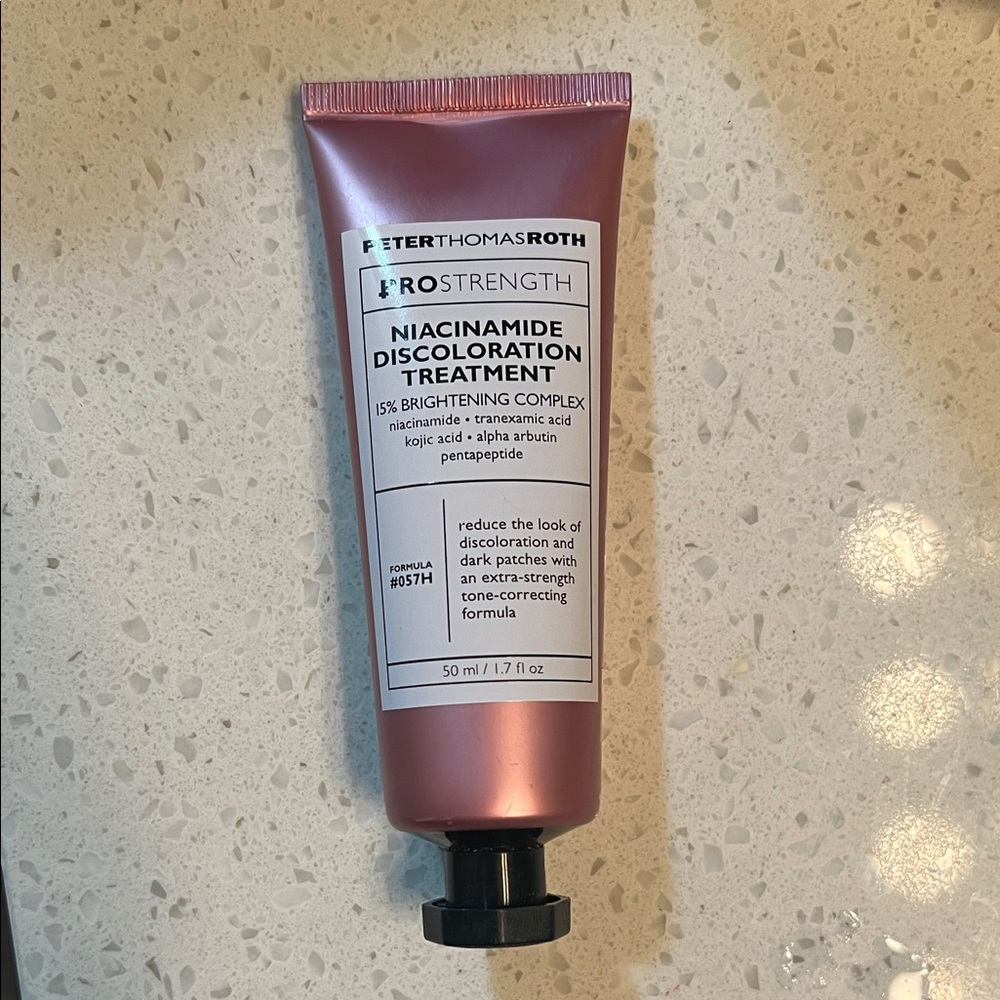 PETERTHOMASROTH
PROSTRENGTH
NIACINAMIDE
DISCOLORATION
TREATMENT
15% BRIGHTENING COMPLEX
niacinamide • tranexamic acid
kojic acid • alpha arbutin
pentapeptide
FORMULA
#057H
reduce the look of
discoloration and
dark patches with
an extra-strength
tone-correcting
formula
50 ml / 1.7 fl oz